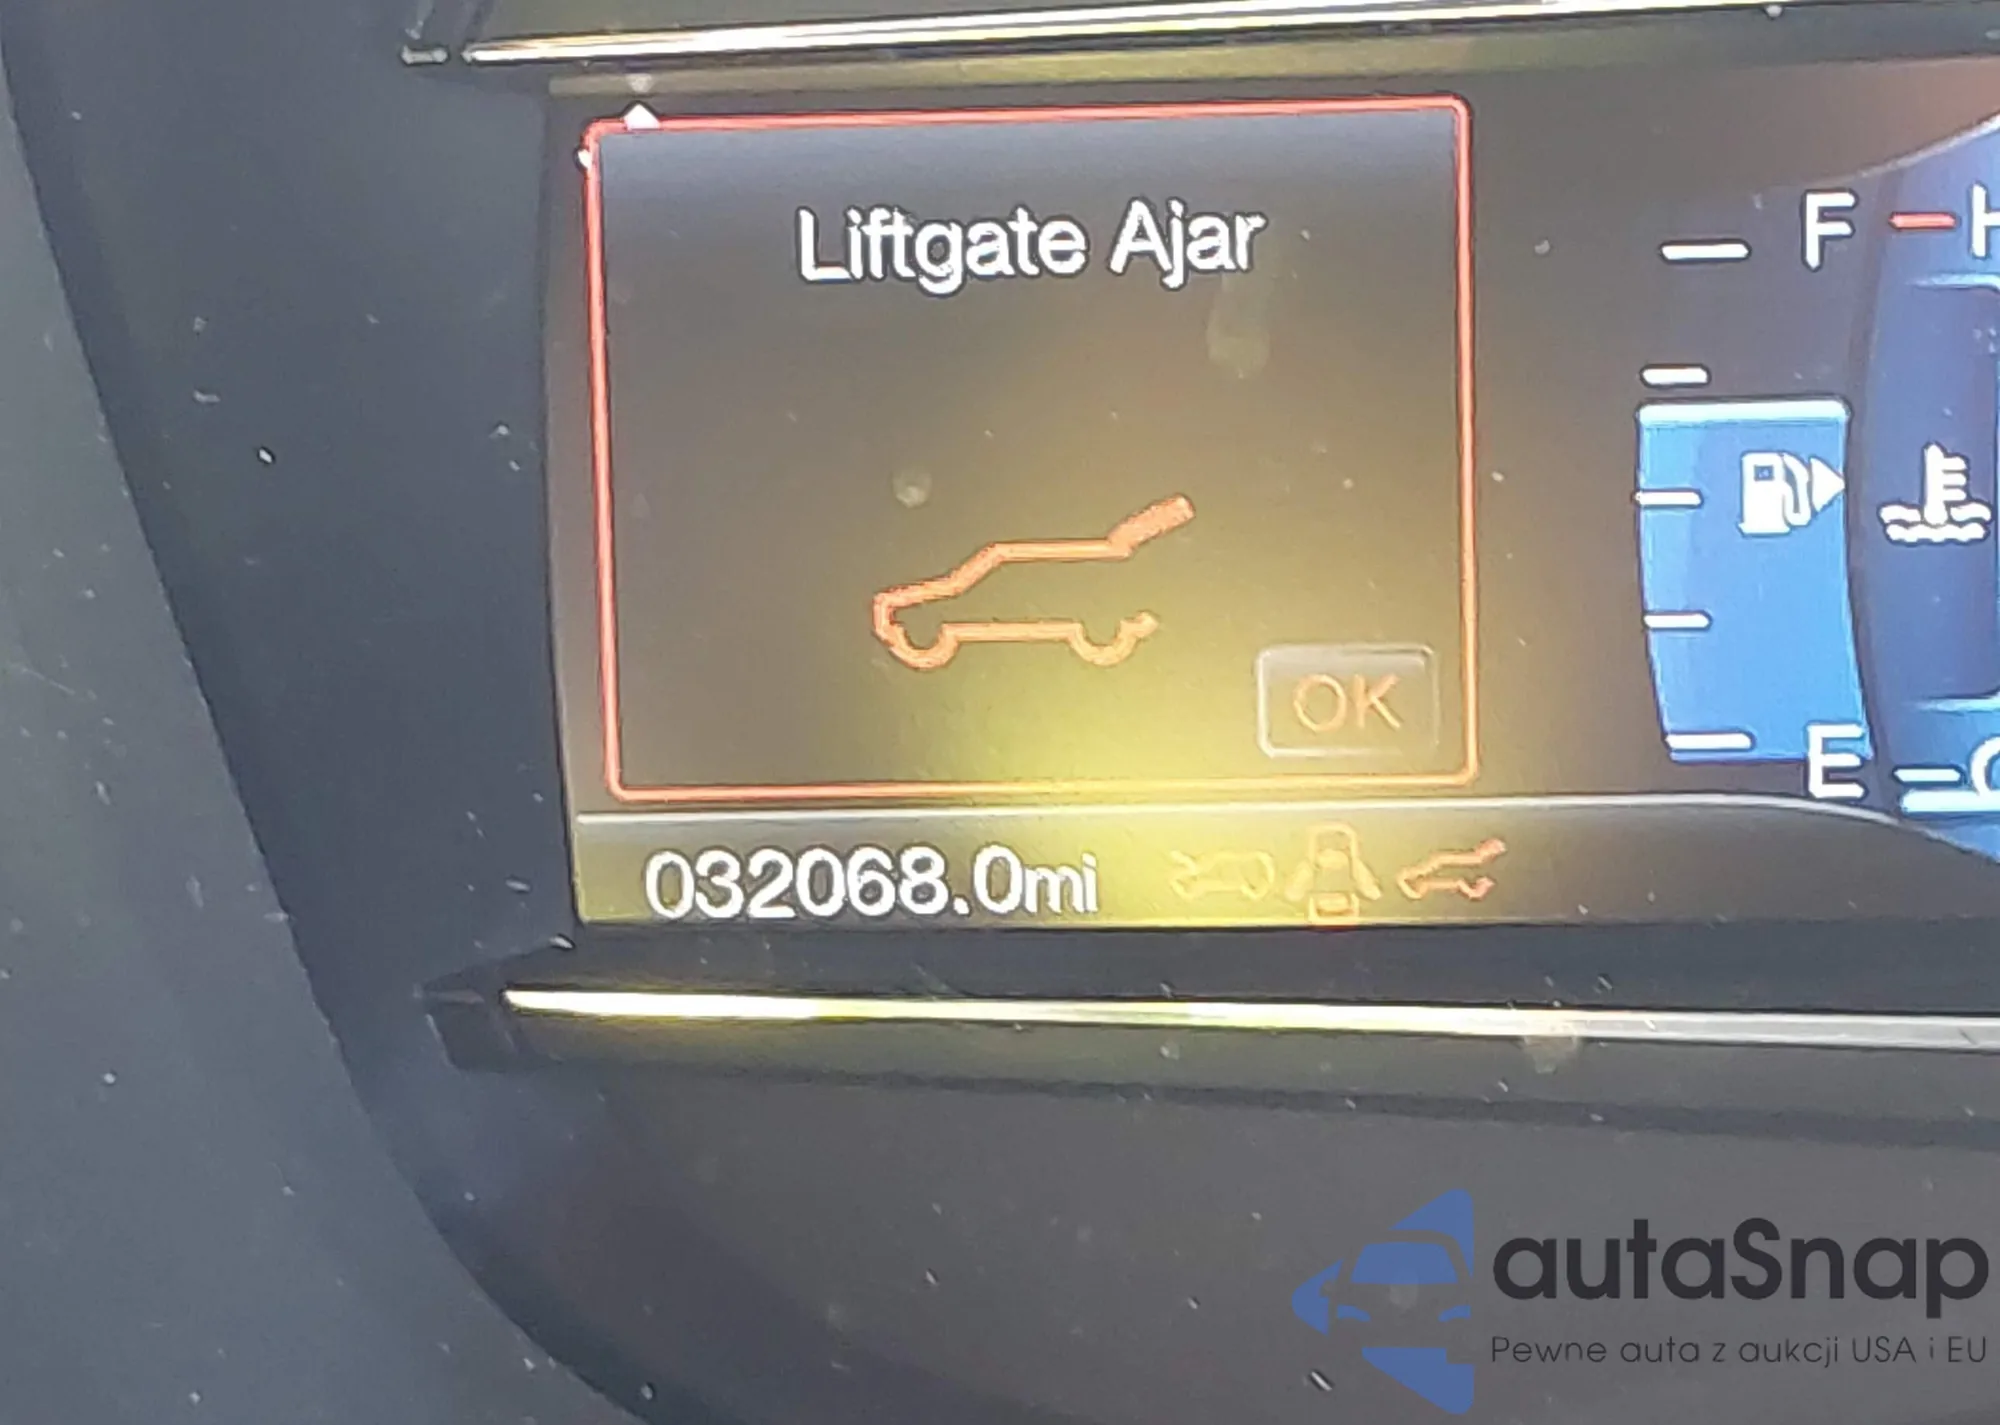 Liftgate Ajar
OK
032068.0mi
F
H
E
C
autaSnap
Pewne auta z aukcji USA i EU